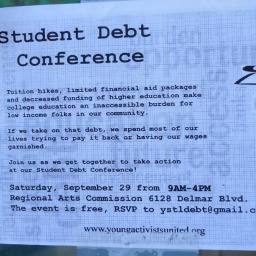 Student Debt
Conference
Tuition hikes, limited financial aid packages
and decreased funding of higher education make
college eduction an inaccessible burden for
low income folks in our community.
If we take on that debt, we spend most of our
lives trying to pay it back or having our wages
garnished.
Join us as we get together to take action
at our Student Debt Conference!
Saturday, September 29 from 9AM-4PM
Regional Arts Commission 6128 Delmar Blvd.
The event is free, RSVP to ystldebt@gmail.c
www.youngactivistsunited.org